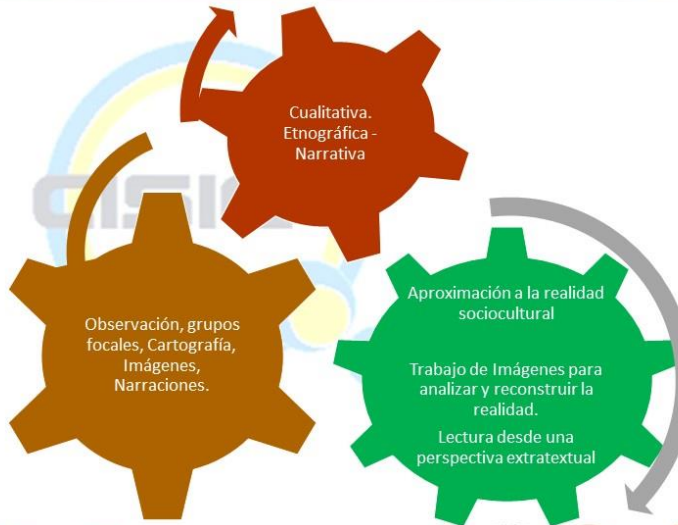 Cualitativa.
Etnográfica -
Narrativa
Observación, grupos
focales, Cartografía,
Imágenes,
Narraciones.
Aproximación a la realidad
sociocultural
Trabajo de Imágenes para
analizar y reconstruir la
realidad.
Lectura desde una
perspectiva extratextual